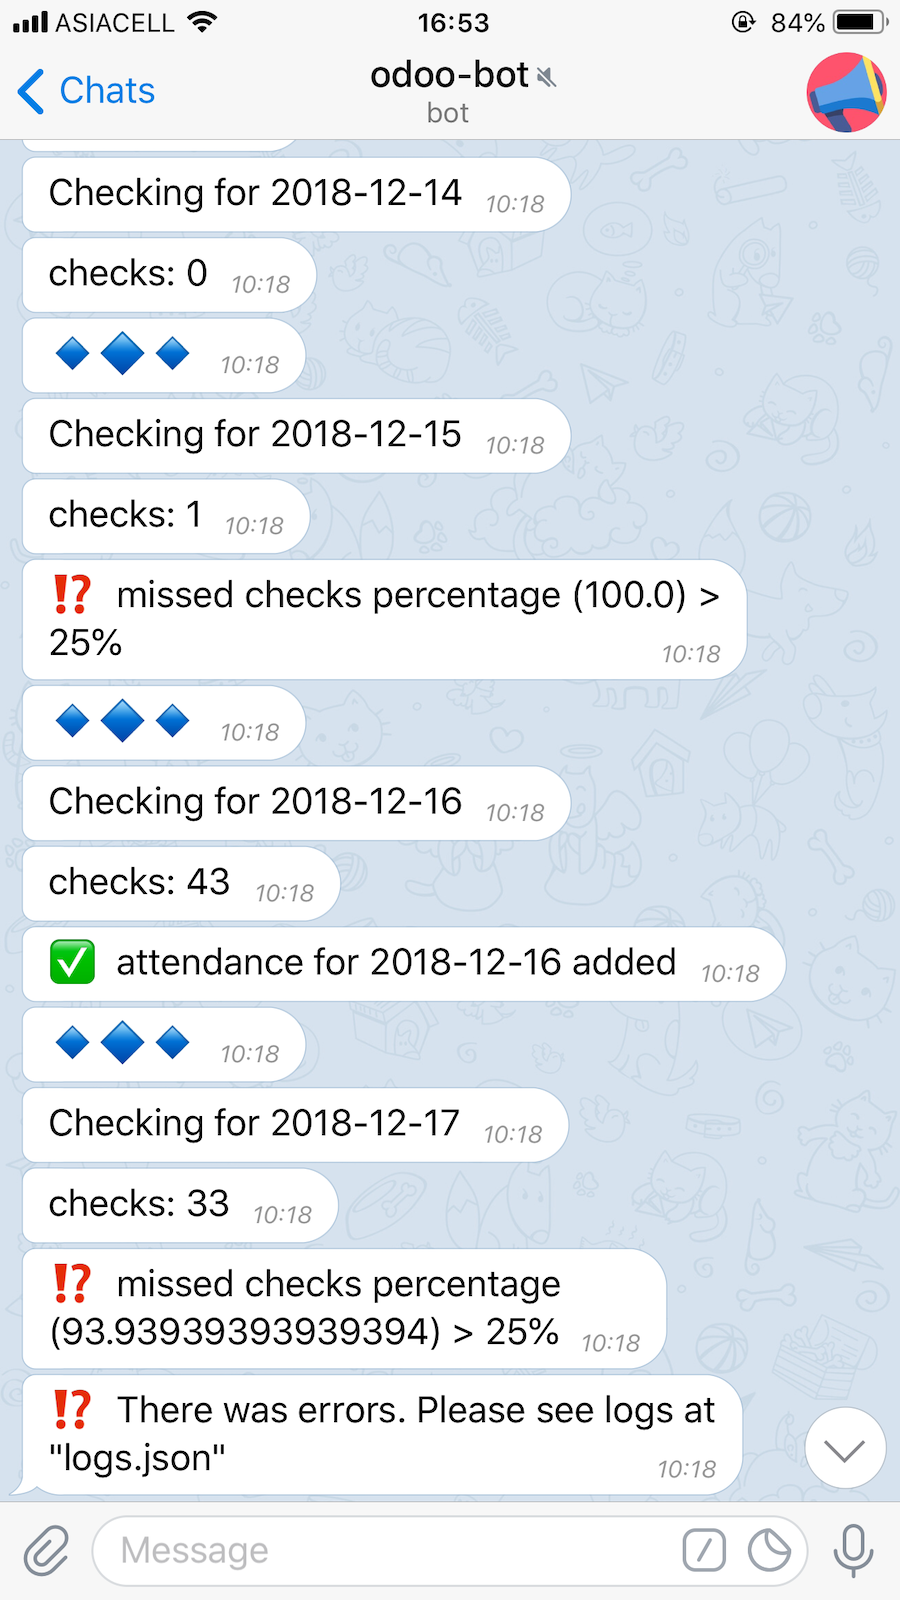 ASIACELL 16:53 84%
Chats
odoo-bot
bot
Checking for 2018-12-14 10:18
checks: 0 10:18
🔹🔷🔹 10:18
Checking for 2018-12-15 10:18
checks: 1 10:18
⁉️ missed checks percentage (100.0) >
25% 10:18
🔹🔷🔹 10:18
Checking for 2018-12-16 10:18
checks: 43 10:18
✅ attendance for 2018-12-16 added 10:18
🔹🔷🔹 10:18
Checking for 2018-12-17 10:18
checks: 33 10:18
⁉️ missed checks percentage
(93.93939393939394) > 25% 10:18
⁉️ There was errors. Please see logs at
"logs.json" 10:18
Message